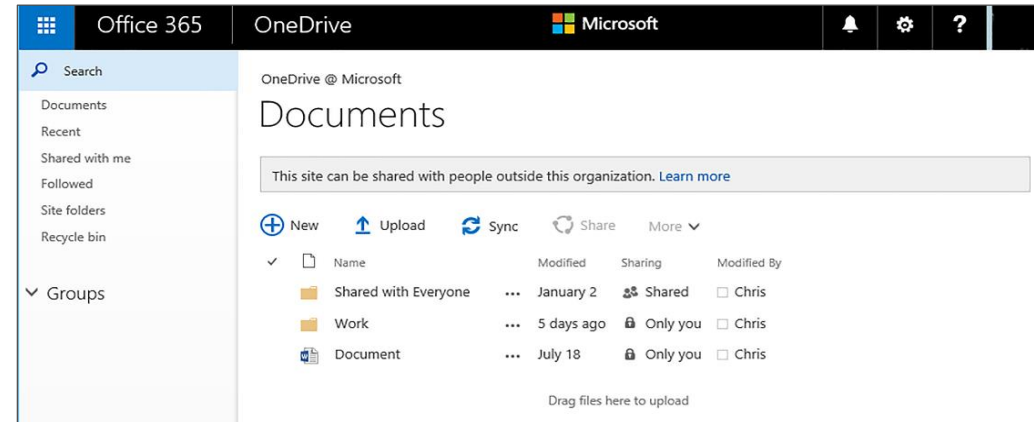 Office 365 OneDrive Microsoft ?
Search
Documents
Recent
Shared with me
Followed
Site folders
Recycle bin
Groups
OneDrive @ Microsoft
Documents
This site can be shared with people outside this organization. Learn more
New Upload Sync Share More
Name Modified Sharing Modified By
Shared with Everyone ... January 2 Shared Chris
Work ... 5 days ago Only you Chris
Document ... July 18 Only you Chris
Drag files here to upload